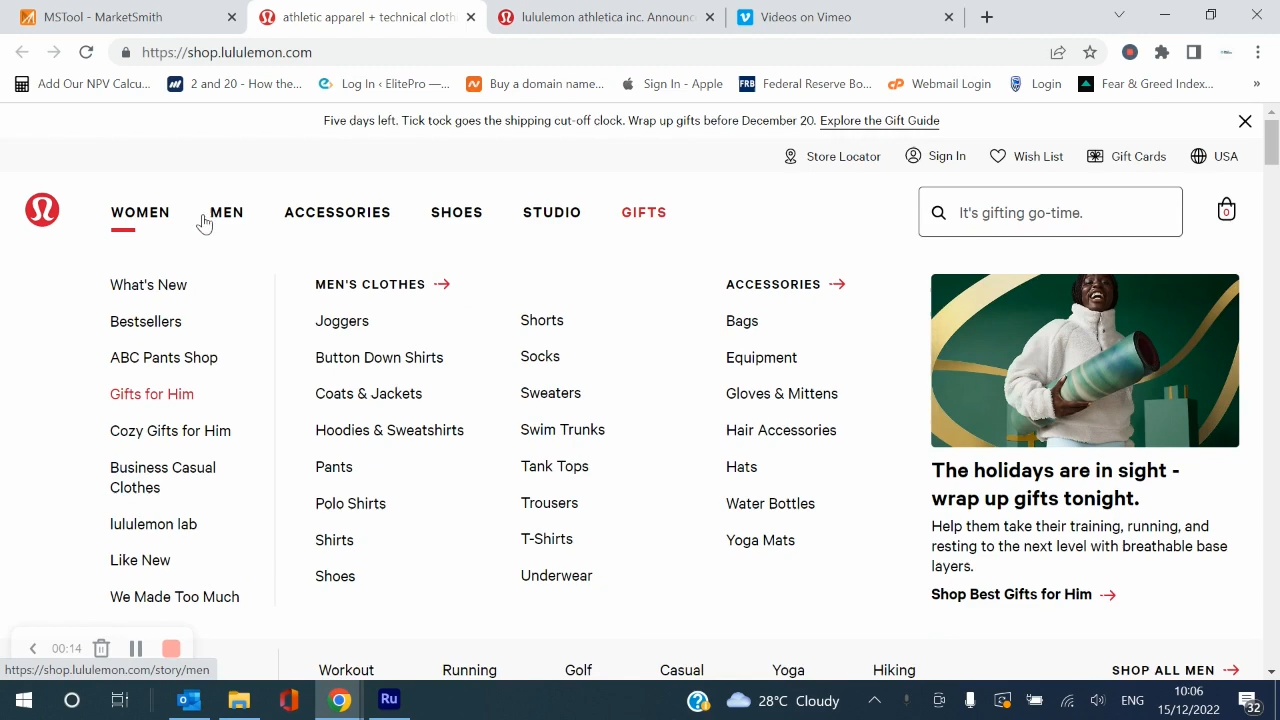 MSTool - MarketSmith
athletic apparel + technical cloth
lululemon athletica inc. Announc
Videos on Vimeo
https://shop.lululemon.com
Add Our NPV Calcu...
2 and 20 - How the...
Log In ‹ ElitePro —...
Buy a domain name...
Sign In - Apple
FRB
Federal Reserve Bo...
cP
Webmail Login
Login
Fear & Greed Index...
»
Five days left. Tick tock goes the shipping cut-off clock. Wrap up gifts before December 20. Explore the Gift Guide
Store Locator
Sign In
Wish List
Gift Cards
USA
WOMEN
MEN
ACCESSORIES
SHOES
STUDIO
GIFTS
It's gifting go-time.
0
What's New
Bestsellers
ABC Pants Shop
Gifts for Him
Cozy Gifts for Him
Business Casual
Clothes
lululemon lab
Like New
We Made Too Much
MEN'S CLOTHES
Joggers
Button Down Shirts
Coats & Jackets
Hoodies & Sweatshirts
Pants
Polo Shirts
Shirts
Shoes
Shorts
Socks
Sweaters
Swim Trunks
Tank Tops
Trousers
T-Shirts
Underwear
ACCESSORIES
Bags
Equipment
Gloves & Mittens
Hair Accessories
Hats
Water Bottles
Yoga Mats
The holidays are in sight -
wrap up gifts tonight.
Help them take their training, running, and
resting to the next level with breathable base
layers.
Shop Best Gifts for Him
00:14
https://shop.lululemon.com/story/men
Workout
Running
Golf
Casual
Yoga
Hiking
SHOP ALL MEN
Ru
28°C Cloudy
ENG
10:06
15/12/2022
32